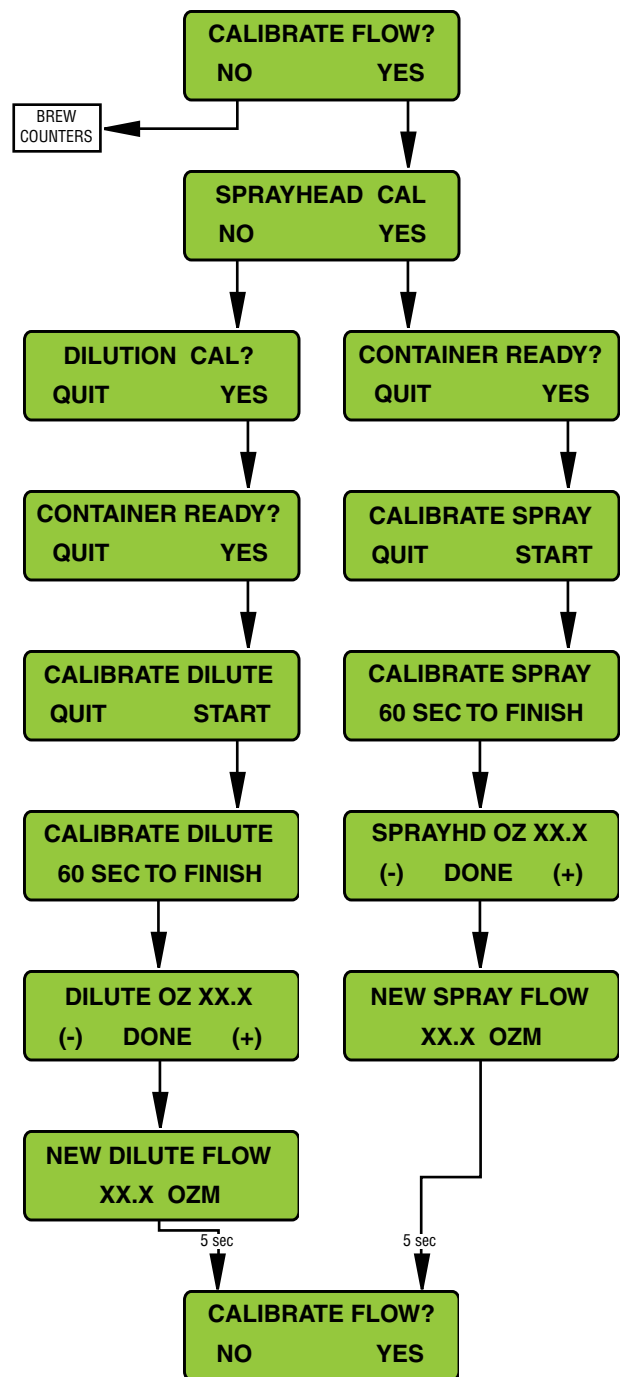 CALIBRATE FLOW?
NO YES
BREW
COUNTERS
SPRAYHEAD CAL
NO YES
DILUTION CAL?
QUIT YES
CONTAINER READY?
QUIT YES
CONTAINER READY?
QUIT YES
CALIBRATE SPRAY
QUIT START
CALIBRATE DILUTE
QUIT START
CALIBRATE SPRAY
60 SEC TO FINISH
CALIBRATE DILUTE
60 SEC TO FINISH
SPRAYHD OZ XX.X
(-) DONE (+)
DILUTE OZ XX.X
(-) DONE (+)
NEW SPRAY FLOW
XX.X OZM
NEW DILUTE FLOW
XX.X OZM
5 sec
5 sec
CALIBRATE FLOW?
NO YES